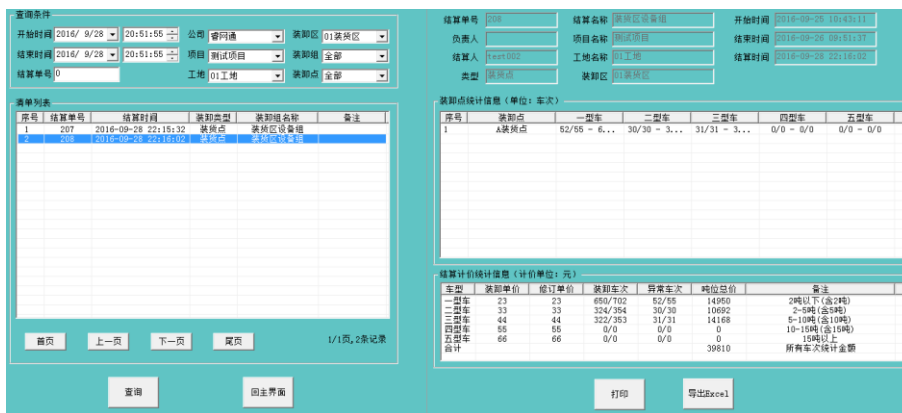 查询条件
开始时间 2016/ 9/28 20:51:55 公司 睿网通 装卸区 01装货区
结束时间 2016/ 9/28 20:51:55 项目 测试项目 装卸组 全部
结算单号 0 工地 01工地 装卸点 全部
清单列表
序号 结算单号 结算时间 装卸类型 装卸组名称 备注
1 207 2016-09-28 22:15:32 装货点 装货区设备组
2 208 2016-09-28 22:16:02 装货点 装货区设备组
首页 上一页 下一页 尾页 1/1页,2条记录
查询 回主界面
结算单号 208 结算名称 装货区设备组 开始时间 2016-09-25 10:43:11
负责人 项目名称 测试项目 结束时间 2016-09-26 09:51:37
结算人 test002 工地名称 01工地 结算时间 2016-09-28 22:16:02
类型 装货点 装卸区 01装货区
装卸点统计信息(单位: 车次)
序号 装卸点 一型车 二型车 三型车 四型车 五型车
1 A装货点 52/55 - 6... 30/30 - 3... 31/31 - 3... 0/0 - 0/0 0/0 - 0/0
结算计价统计信息(计价单位: 元)
车型 装卸单价 修订单价 装卸车次 异常车次 吨位总价 备注
一型车 23 23 650/702 52/55 14950 2吨以下(含2吨)
二型车 33 33 324/354 30/30 10692 2-5吨(含5吨)
三型车 44 44 322/353 31/31 14168 5-10吨(含10吨)
四型车 55 55 0/0 0/0 0 10-15吨(含15吨)
五型车 66 66 0/0 0/0 0 15吨以上
合计 39810 所有车次统计金额
打印 导出Excel